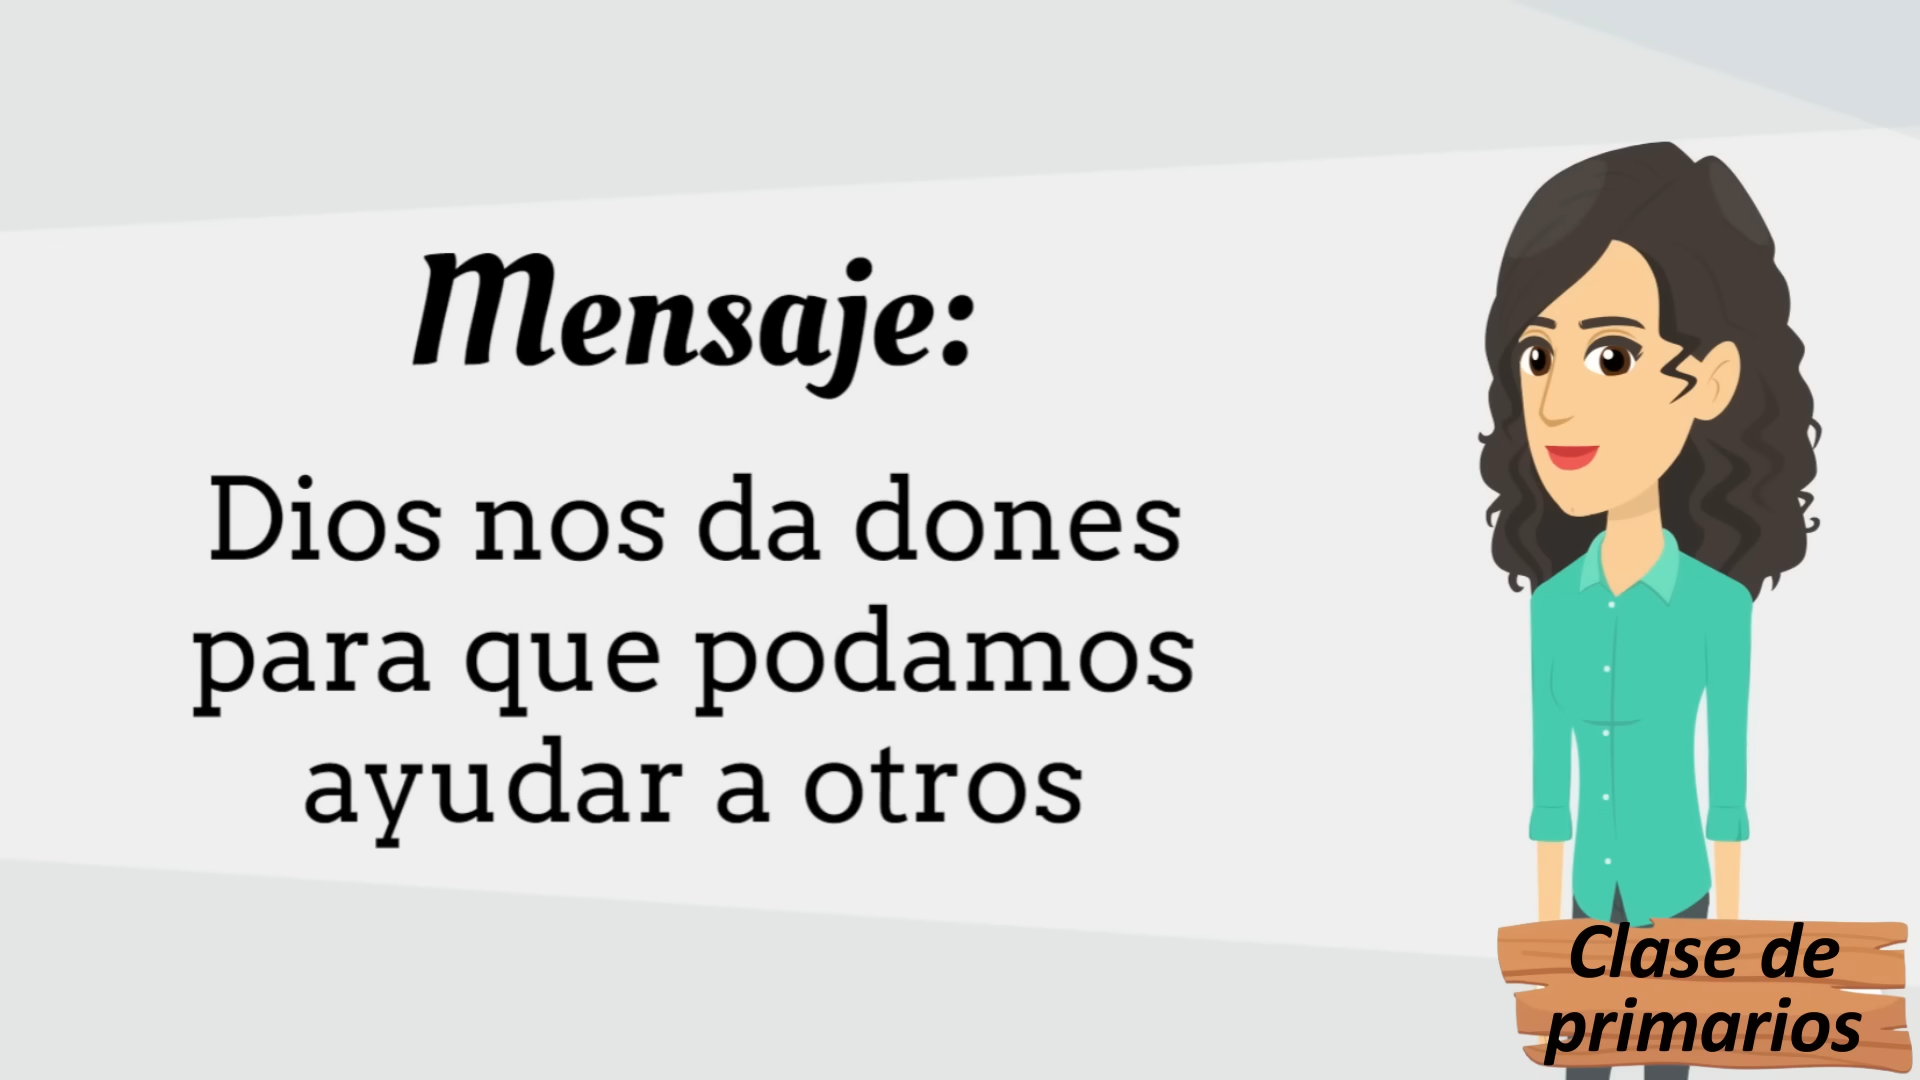 Mensaje:
Dios nos da dones
para que podamos
ayudar a otros
Clase de
primarios